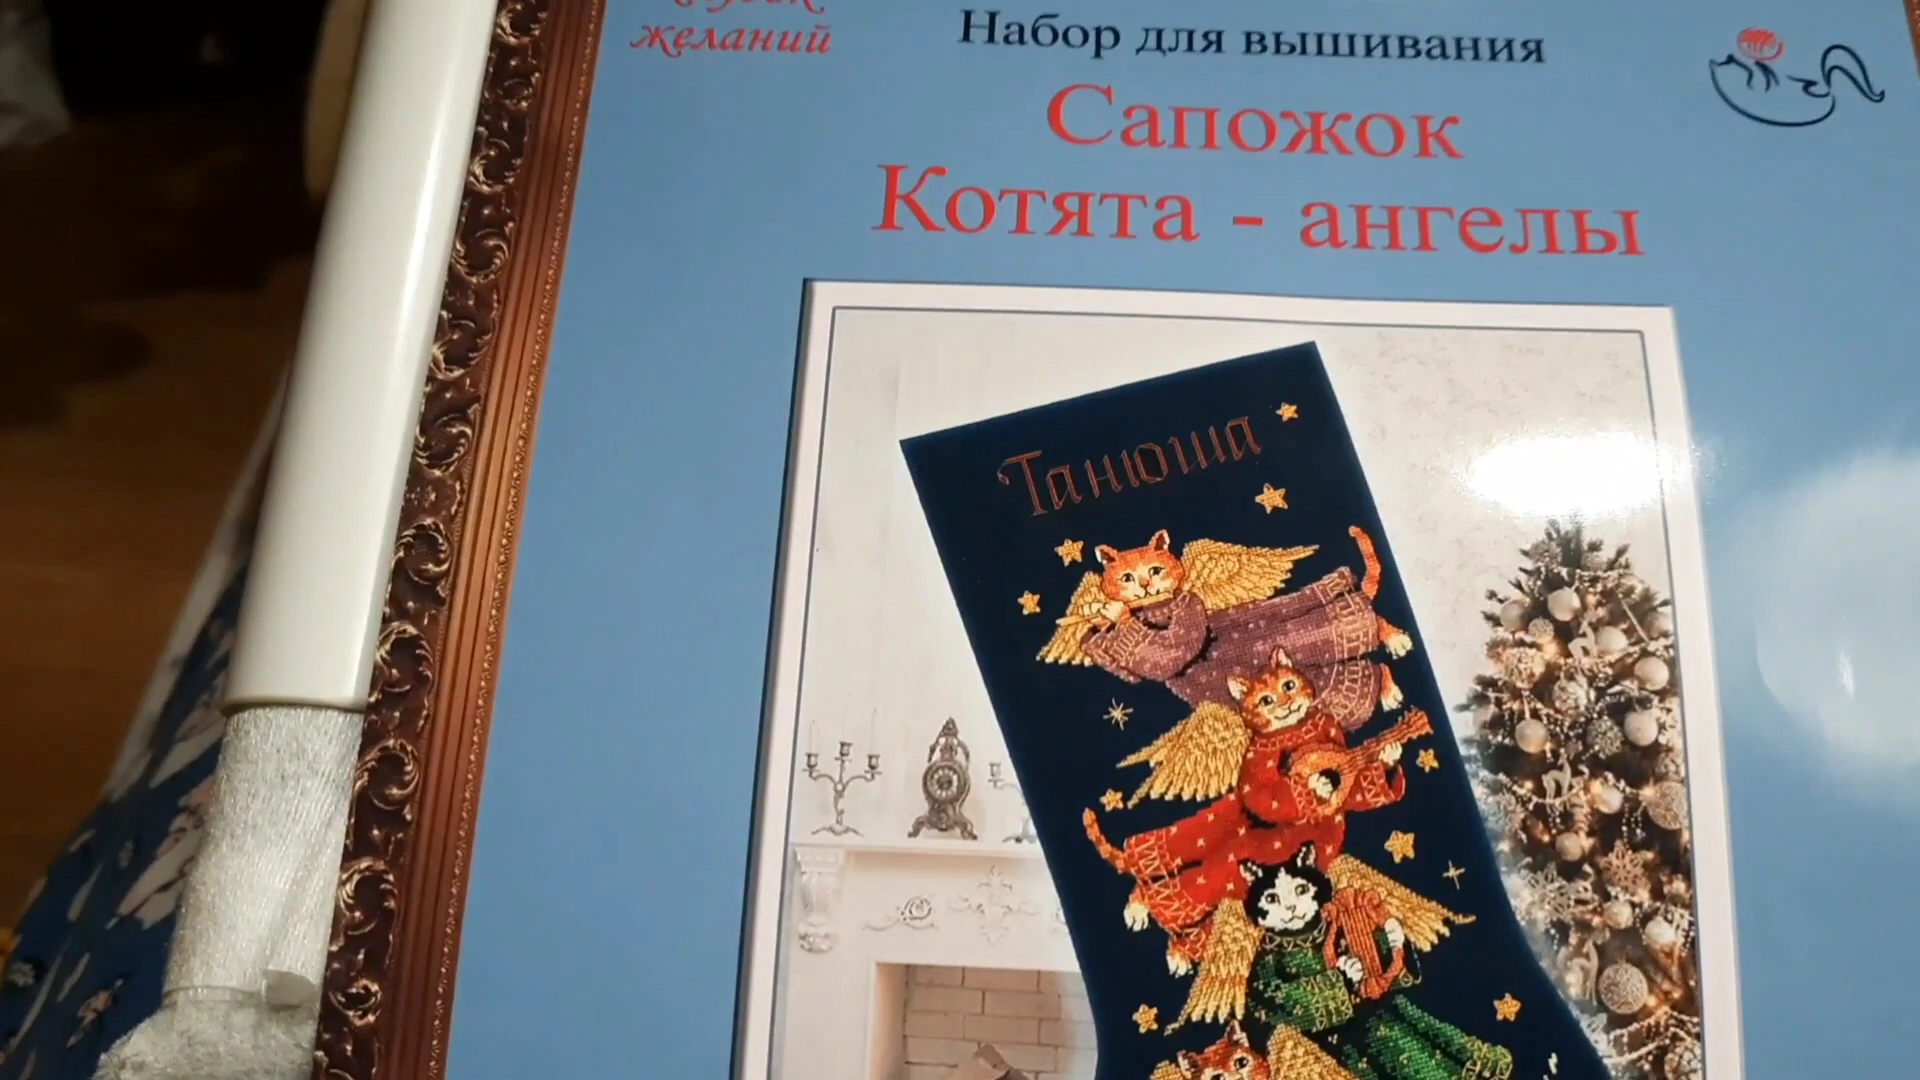 желаний
Набор для вышивания
Сапожок
Котята - ангелы
Танюша